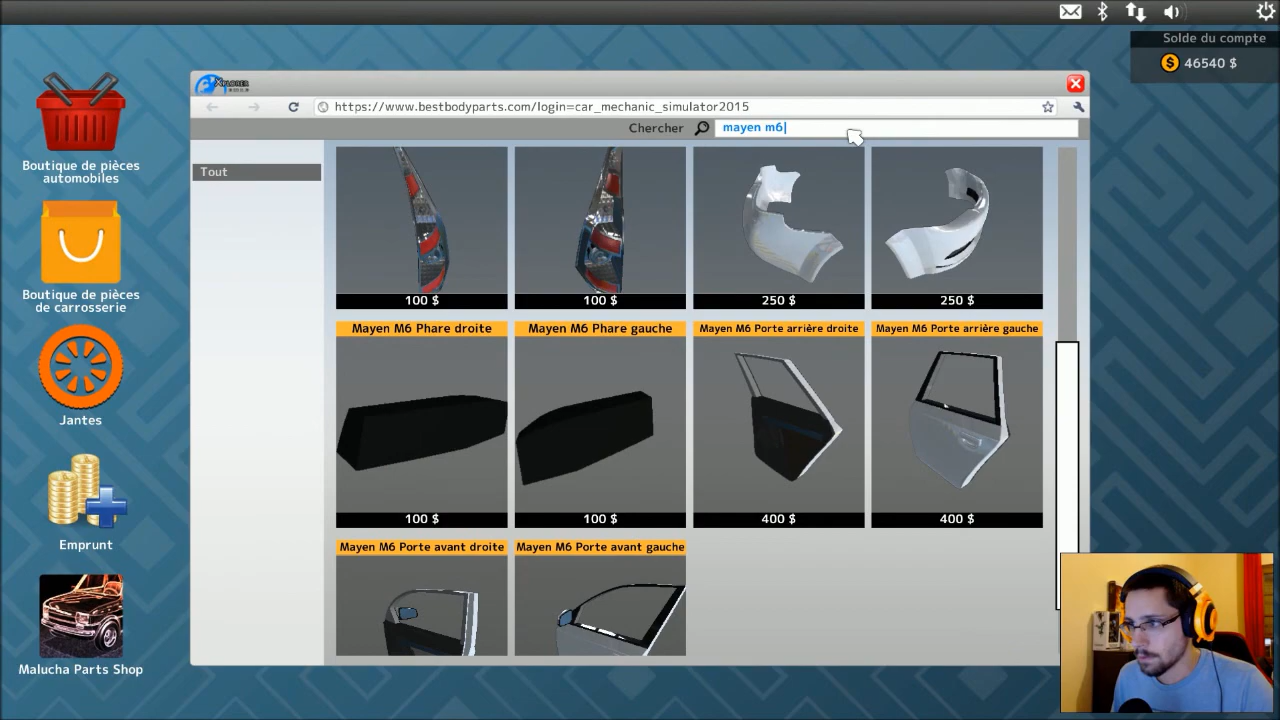 Solde du compte
46540 $
XPLORER
https://www.bestbodyparts.com/login=car_mechanic_simulator2015
Chercher
mayen m6
Tout
Boutique de pièces
automobiles
Boutique de pièces
de carrosserie
Jantes
Emprunt
Malucha Parts Shop
100 $
100 $
250 $
250 $
Mayen M6 Phare droite
Mayen M6 Phare gauche
Mayen M6 Porte arrière droite
Mayen M6 Porte arrière gauche
100 $
100 $
400 $
400 $
Mayen M6 Porte avant droite
Mayen M6 Porte avant gauche